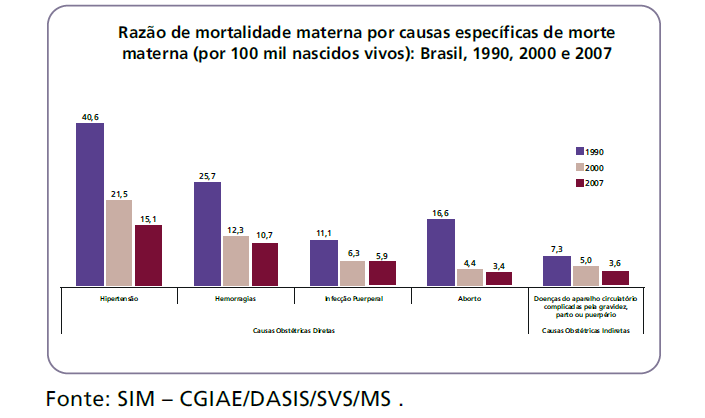 Razão de mortalidade materna por causas específicas de morte
materna (por 100 mil nascidos vivos): Brasil, 1990, 2000 e 2007
40,6
21,5
15,1
25,7
12,3
10,7
11,1
6,3
5,9
16,6
4,4
3,4
7,3
5,0
3,6
1990
2000
2007
Hipertensão
Hemorragias
Infecção Puerperal
Aborto
Doenças do aparelho circulatório
complicadas pela gravidez,
parto ou puerpério
Causas Obstétricas Diretas
Causas Obstétricas Indiretas
Fonte: SIM – CGIAE/DASIS/SVS/MS .